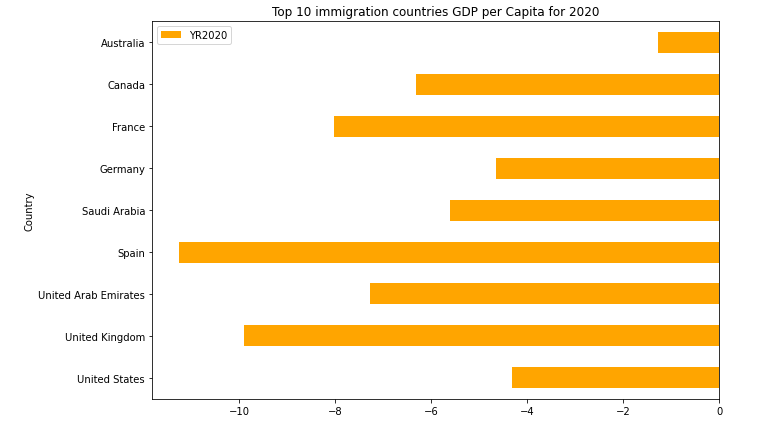 Top 10 immigration countries GDP per Capita for 2020
YR2020
Country
Australia
Canada
France
Germany
Saudi Arabia
Spain
United Arab Emirates
United Kingdom
United States
−10 −8 −6 −4 −2 0